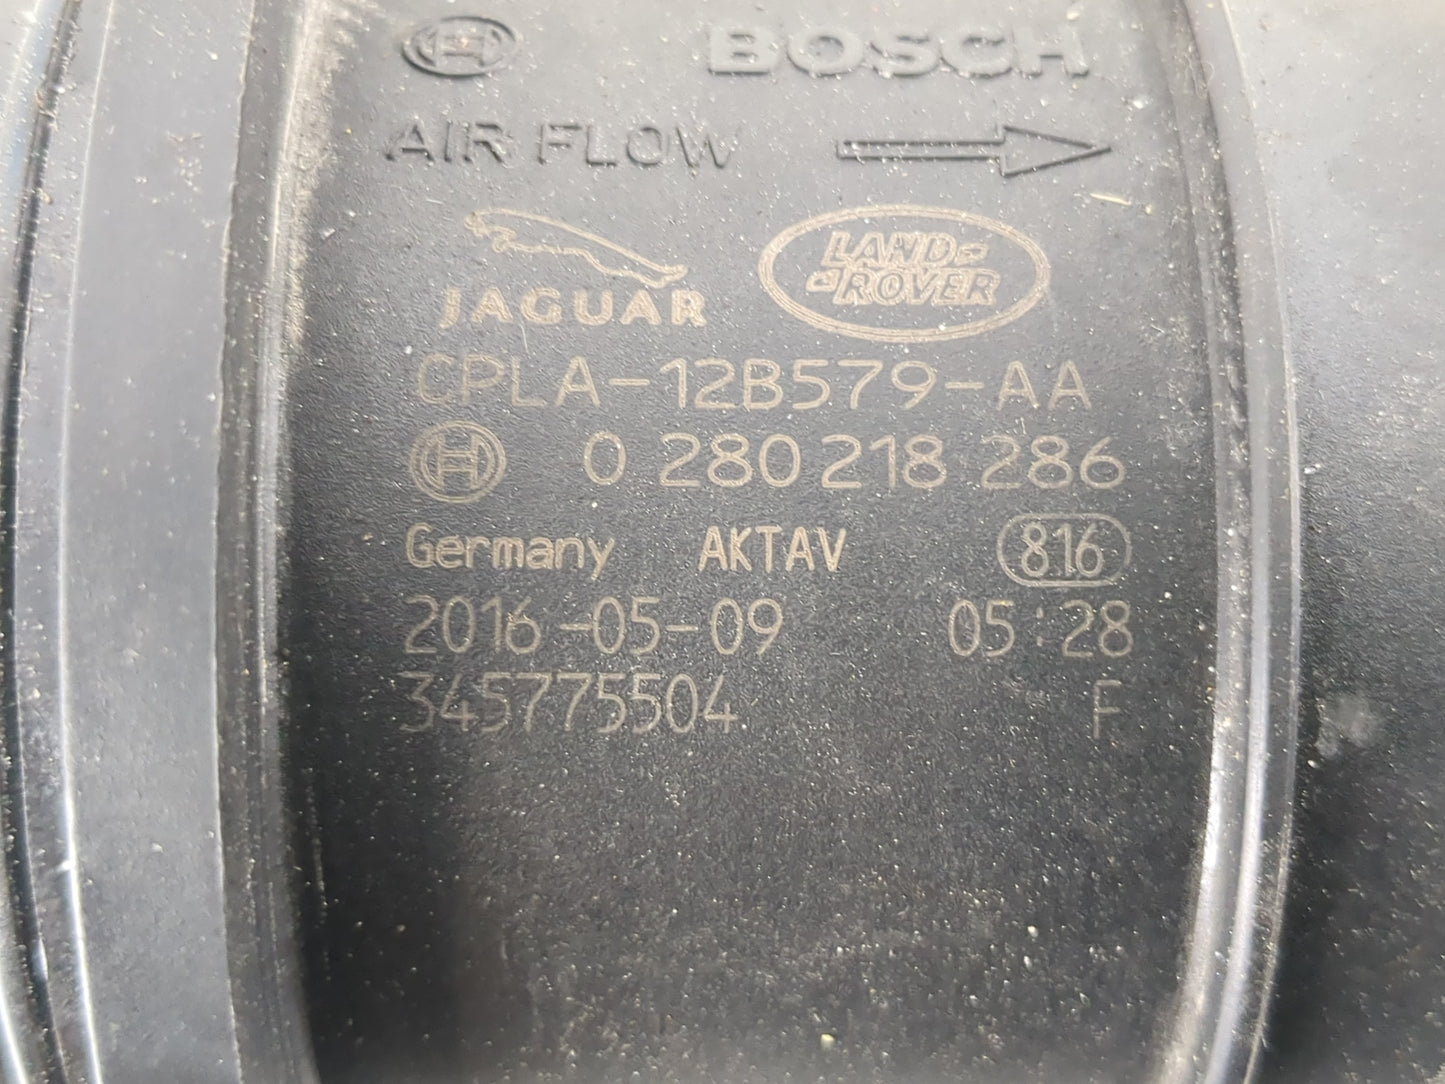 BOSCH
AIR FLOW
JAGUAR LAND ROVER
CPLA-12B579-AA
0 280 218 286
Germany AKTAV 816
2016-05-09 05:28
345775504 F